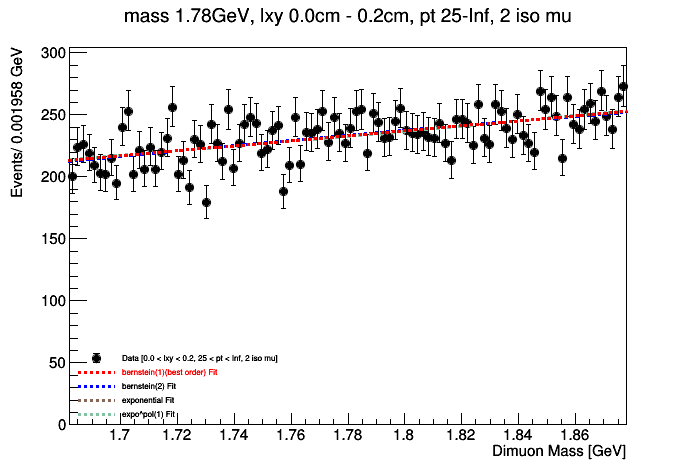 mass 1.78GeV, lxy 0.0cm - 0.2cm, pt 25-Inf, 2 iso mu
Events/ 0.001958 GeV
300
250
200
150
100
50
0
Data [0.0 < lxy < 0.2, 25 < pt < Inf, 2 iso mu]
bernstein(1)(best order) Fit
bernstein(2) Fit
exponential Fit
expo*pol(1) Fit
1.7 1.72 1.74 1.76 1.78 1.8 1.82 1.84 1.86
Dimuon Mass [GeV]